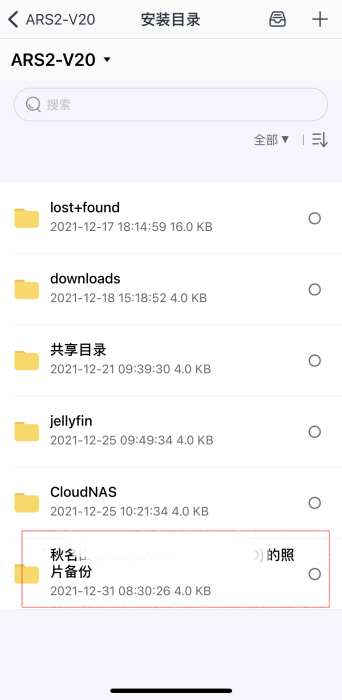 ARS2-V20
安装目录
ARS2-V20
搜索
全部
lost+found
2021-12-17 18:14:59 16.0 KB
downloads
2021-12-18 15:18:52 4.0 KB
共享目录
2021-12-21 09:39:30 4.0 KB
jellyfin
2021-12-25 09:49:34 4.0 KB
CloudNAS
2021-12-25 10:21:34 4.0 KB
秋名 )的照
片备份
2021-12-31 08:30:26 4.0 KB